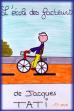 L'école des facteurs
de Jacques
TATI